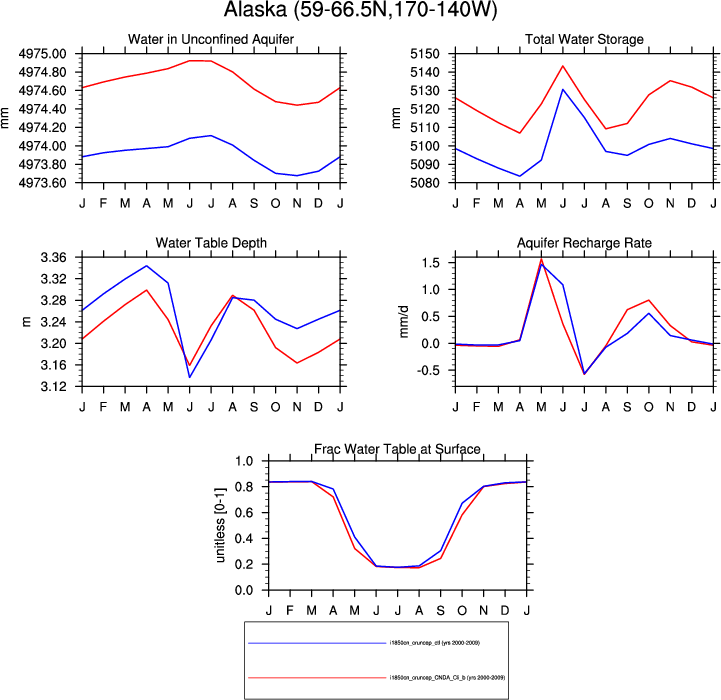 Alaska (59-66.5N,170-140W)
Water in Unconfined Aquifer
4975.00
4974.80
4974.60
4974.40
4974.20
4974.00
4973.80
4973.60
mm
J F M A M J J A S O N D J
Total Water Storage
5150
5140
5130
5120
5110
5100
5090
5080
mm
J F M A M J J A S O N D J
Water Table Depth
3.36
3.32
3.28
3.24
3.20
3.16
3.12
m
J F M A M J J A S O N D J
Aquifer Recharge Rate
1.5
1.0
0.5
0.0
-0.5
mm/d
J F M A M J J A S O N D J
Frac Water Table at Surface
1.0
0.8
0.6
0.4
0.2
0.0
unitless [0-1]
J F M A M J J A S O N D J
i1850cn_cruncep_ctl (yrs 2000-2009)
i1850cn_cruncep_CNDA_Cli_b (yrs 2000-2009)